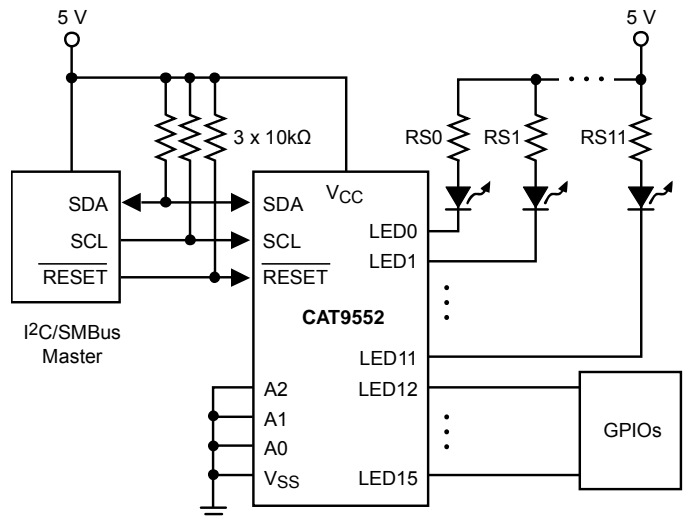 5 V
5 V
3 x 10kΩ
RS0
RS1
RS11
SDA
SCL
RESET
I2C/SMBus
Master
VCC
SDA
SCL
RESET
CAT9552
A2
A1
A0
VSS
LED0
LED1
LED11
LED12
LED15
GPIOs